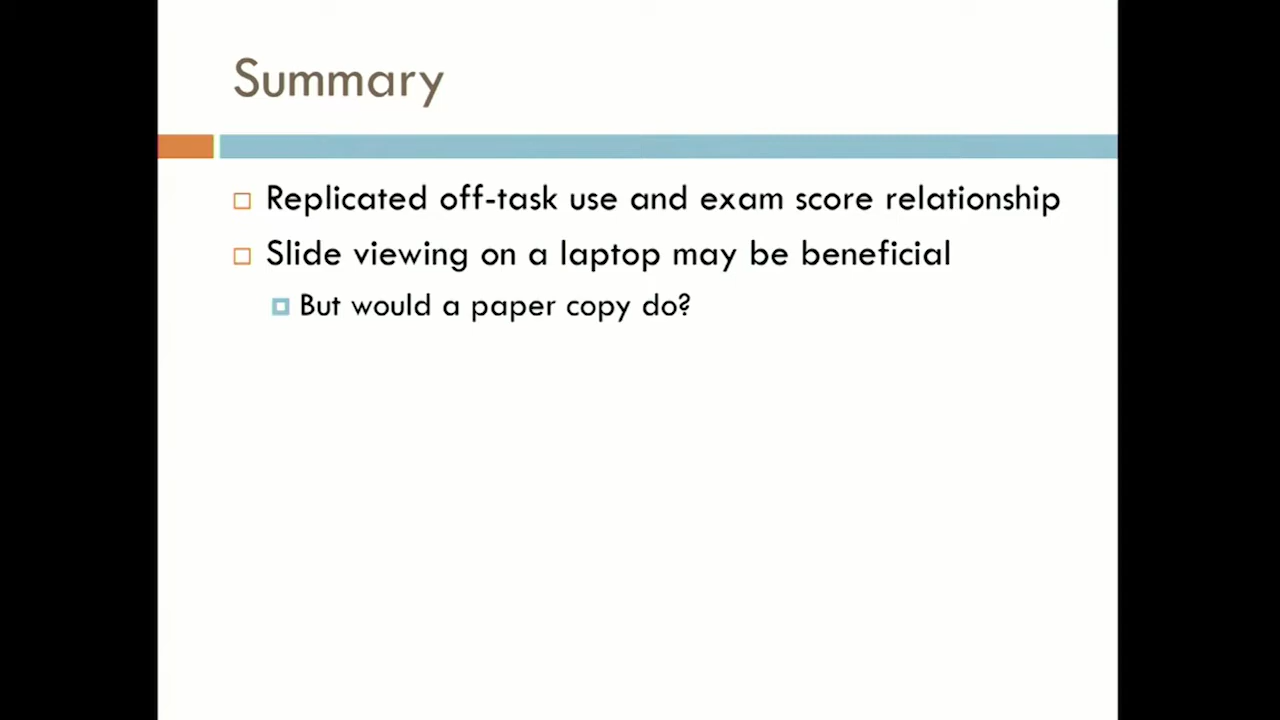 Summary
Replicated off-task use and exam score relationship
Slide viewing on a laptop may be beneficial
But would a paper copy do?